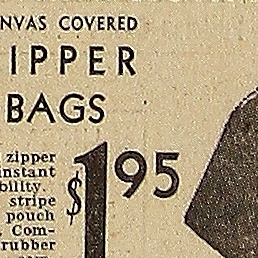 NVAS COVERED
IPPER
BAGS
zipper
instant
bility.
stripe
pouch
. Com-
rubber
$1.95